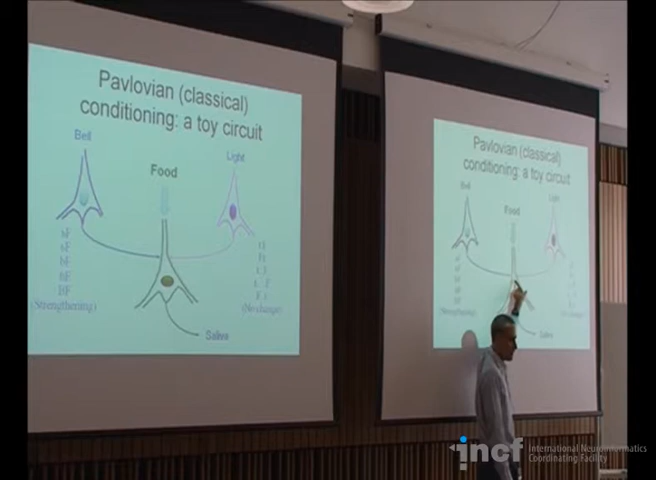 Pavlovian (classical)
conditioning: a toy circuit
Bell
Food
Light
(Strengthening)
(No change)
Saliva
Pavlovian (classical)
conditioning: a toy circuit
Bell
Food
Light
Saliva
incf
International Neuroinformatics
Coordinating Facility